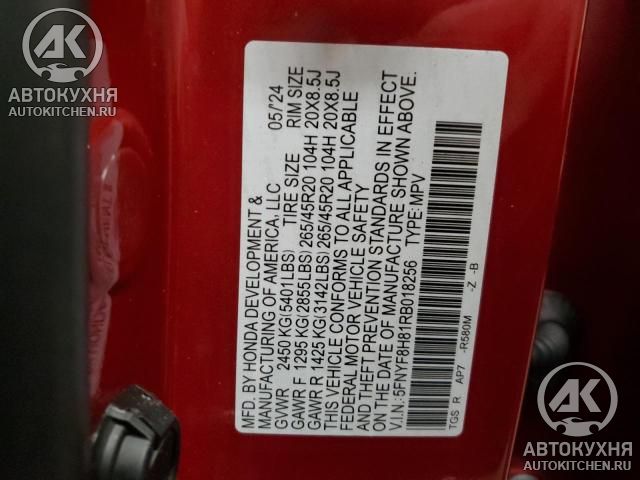 MFD. BY HONDA DEVELOPMENT &
MANUFACTURING OF AMERICA, LLC 05/24
GVWR 2450 KG(5401LBS) TIRE SIZE RIM SIZE
GAWR F 1295 KG(2855LBS)265/45R20 104H 20X8.5J
GAWR R 1425 KG(3142LBS)265/45R20 104H 20X8.5J
THIS VEHICLE CONFORMS TO ALL APPLICABLE
FEDERAL MOTOR VEHICLE SAFETY
AND THEFT PREVENTION STANDARDS IN EFFECT
ON THE DATE OF MANUFACTURE SHOWN ABOVE.
V.I.N.: 5FNYF8H81RB018256 TYPE: MPV
TGS R AP7 -R580M -Z -B
AK
АВТОКУХНЯ
AUTOKITCHEN.RU
AK
АВТОКУХНЯ
AUTOKITCHEN.RU